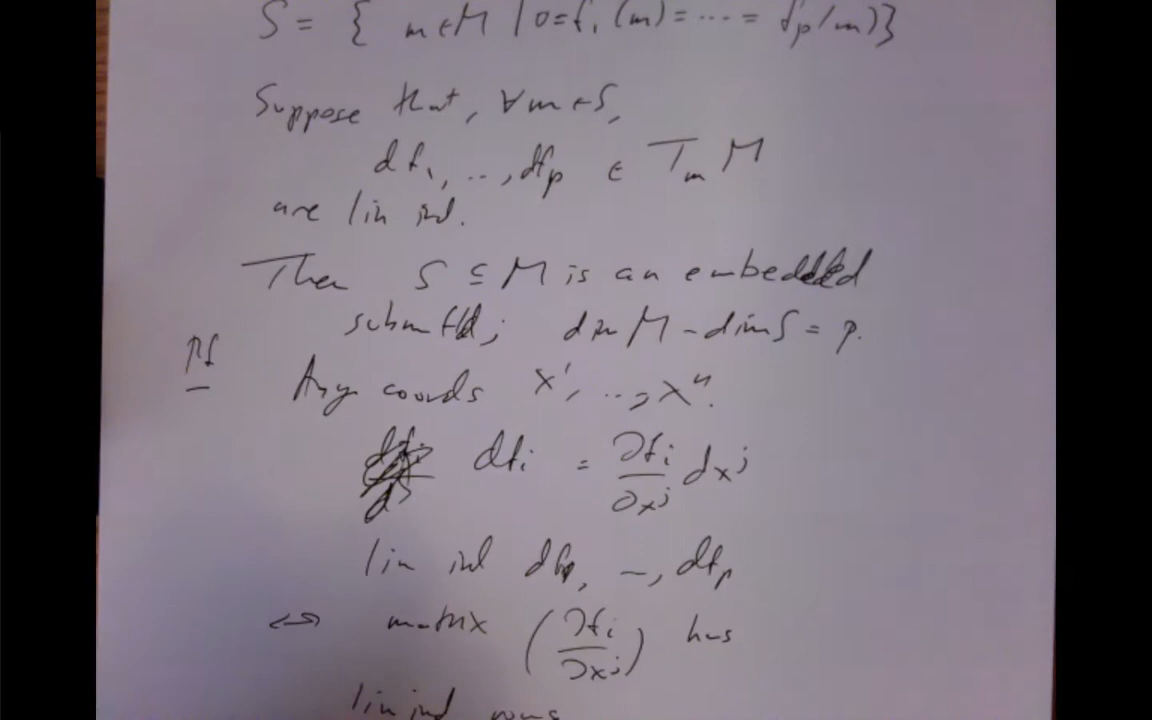 S = { m∈M | 0=f₁(m)=⋯= fₚ(m)}
Suppose that, ∀m∈S,
df₁, .., dfₚ ∈ TₘM
are lin ind.
Then S ⊆ M is an embedded
submfld; dim M - dim S = p.
Pf Any coords x¹, .., xⁿ.
dfᵢ = ∂fᵢ/∂xʲ dxʲ
lin ind df₁, –, dfₚ
⇔ matrix (∂fᵢ/∂xʲ) has
lin ind rows